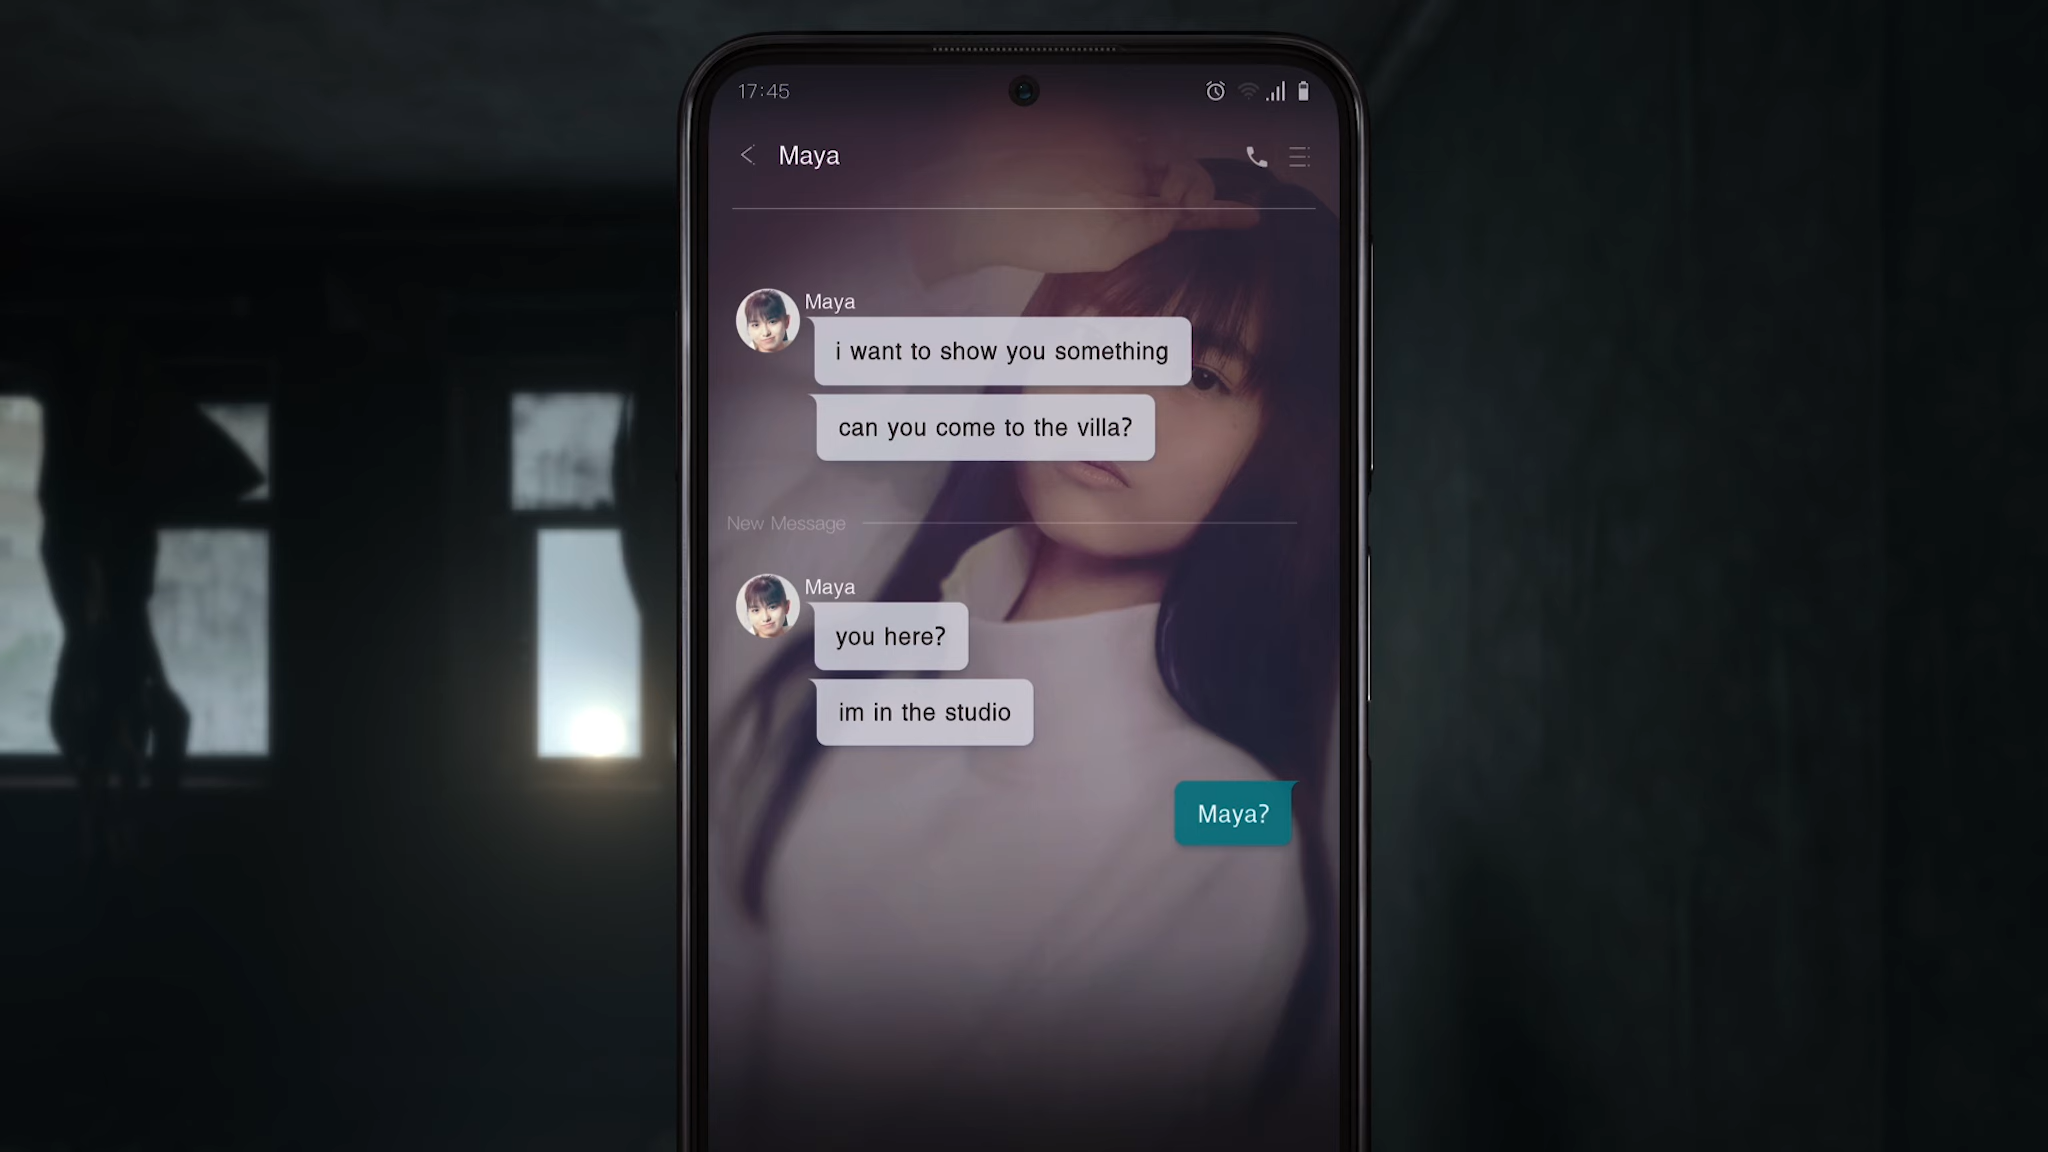 17:45
Maya
Maya
i want to show you something
can you come to the villa?
New Message
Maya
you here?
im in the studio
Maya?